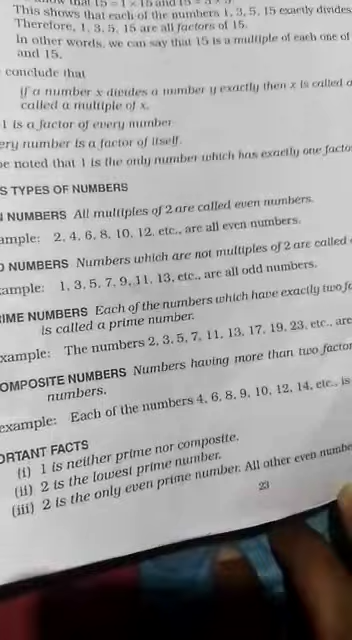 that 15 = 1 × 15 and 15 =
This shows that each of the numbers 1, 3, 5, 15 exactly divides
Therefore, 1, 3, 5, 15 are all factors of 15.
In other words, we can say that 15 is a multiple of each one of
and 15.
conclude that
if a number x divides a number y exactly then x is called a
called a multiple of x.
1 is a factor of every number.
ery number is a factor of itself.
be noted that 1 is the only number which has exactly one facto
S TYPES OF NUMBERS
N NUMBERS All multiples of 2 are called even numbers.
ample: 2, 4, 6, 8, 10, 12, etc., are all even numbers.
D NUMBERS Numbers which are not multiples of 2 are called
ample: 1, 3, 5, 7, 9, 11, 13, etc., are all odd numbers.
IME NUMBERS Each of the numbers which have exactly two fa
is called a prime number.
xample: The numbers 2, 3, 5, 7, 11, 13, 17, 19, 23, etc., are
OMPOSITE NUMBERS Numbers having more than two factor
numbers.
example: Each of the numbers 4, 6, 8, 9, 10, 12, 14, etc., is
ORTANT FACTS
(i) 1 is neither prime nor composite.
(ii) 2 is the lowest prime number.
(iii) 2 is the only even prime number. All other even numbe
23